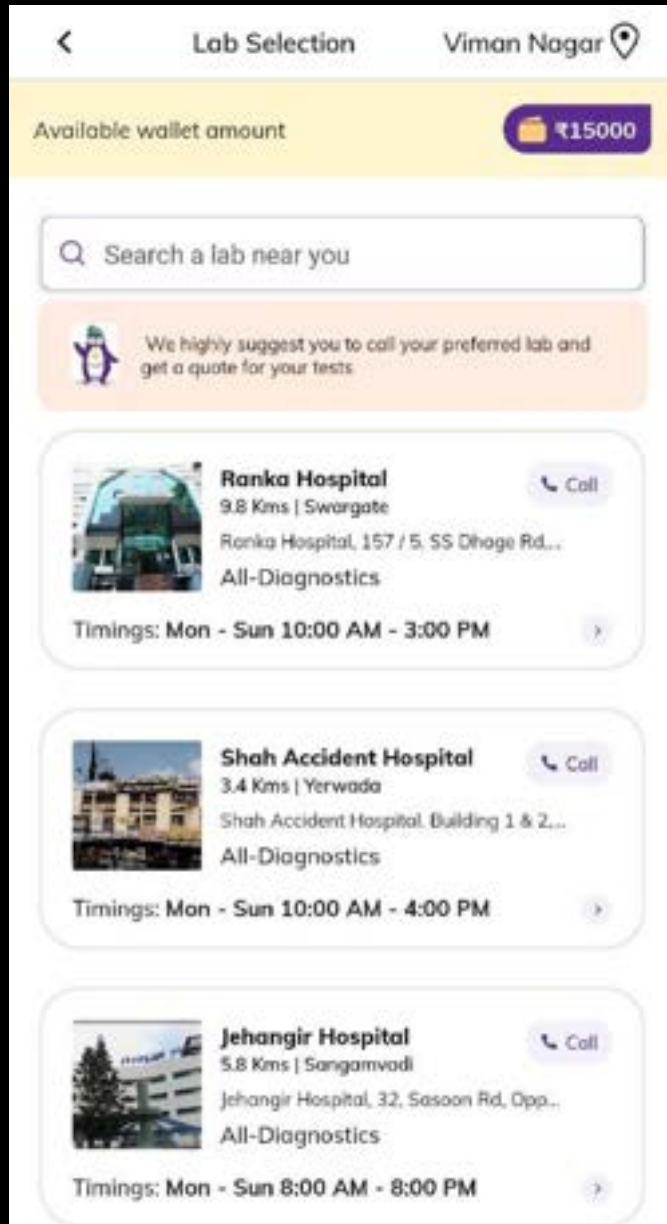 Lab Selection
Viman Nagar
Available wallet amount
₹15000
Search a lab near you
We highly suggest you to call your preferred lab and
get a quote for your tests
Ranka Hospital
Call
9.8 Kms | Swargate
Ranka Hospital, 157 / 5, SS Dhage Rd,...
All-Diagnostics
Timings: Mon - Sun 10:00 AM - 3:00 PM
Shah Accident Hospital
Call
3.4 Kms | Yerwada
Shah Accident Hospital, Building 1 & 2,...
All-Diagnostics
Timings: Mon - Sun 10:00 AM - 4:00 PM
Jehangir Hospital
Call
5.8 Kms | Sangamvadi
Jehangir Hospital, 32, Sasoon Rd, Opp...
All-Diagnostics
Timings: Mon - Sun 8:00 AM - 8:00 PM